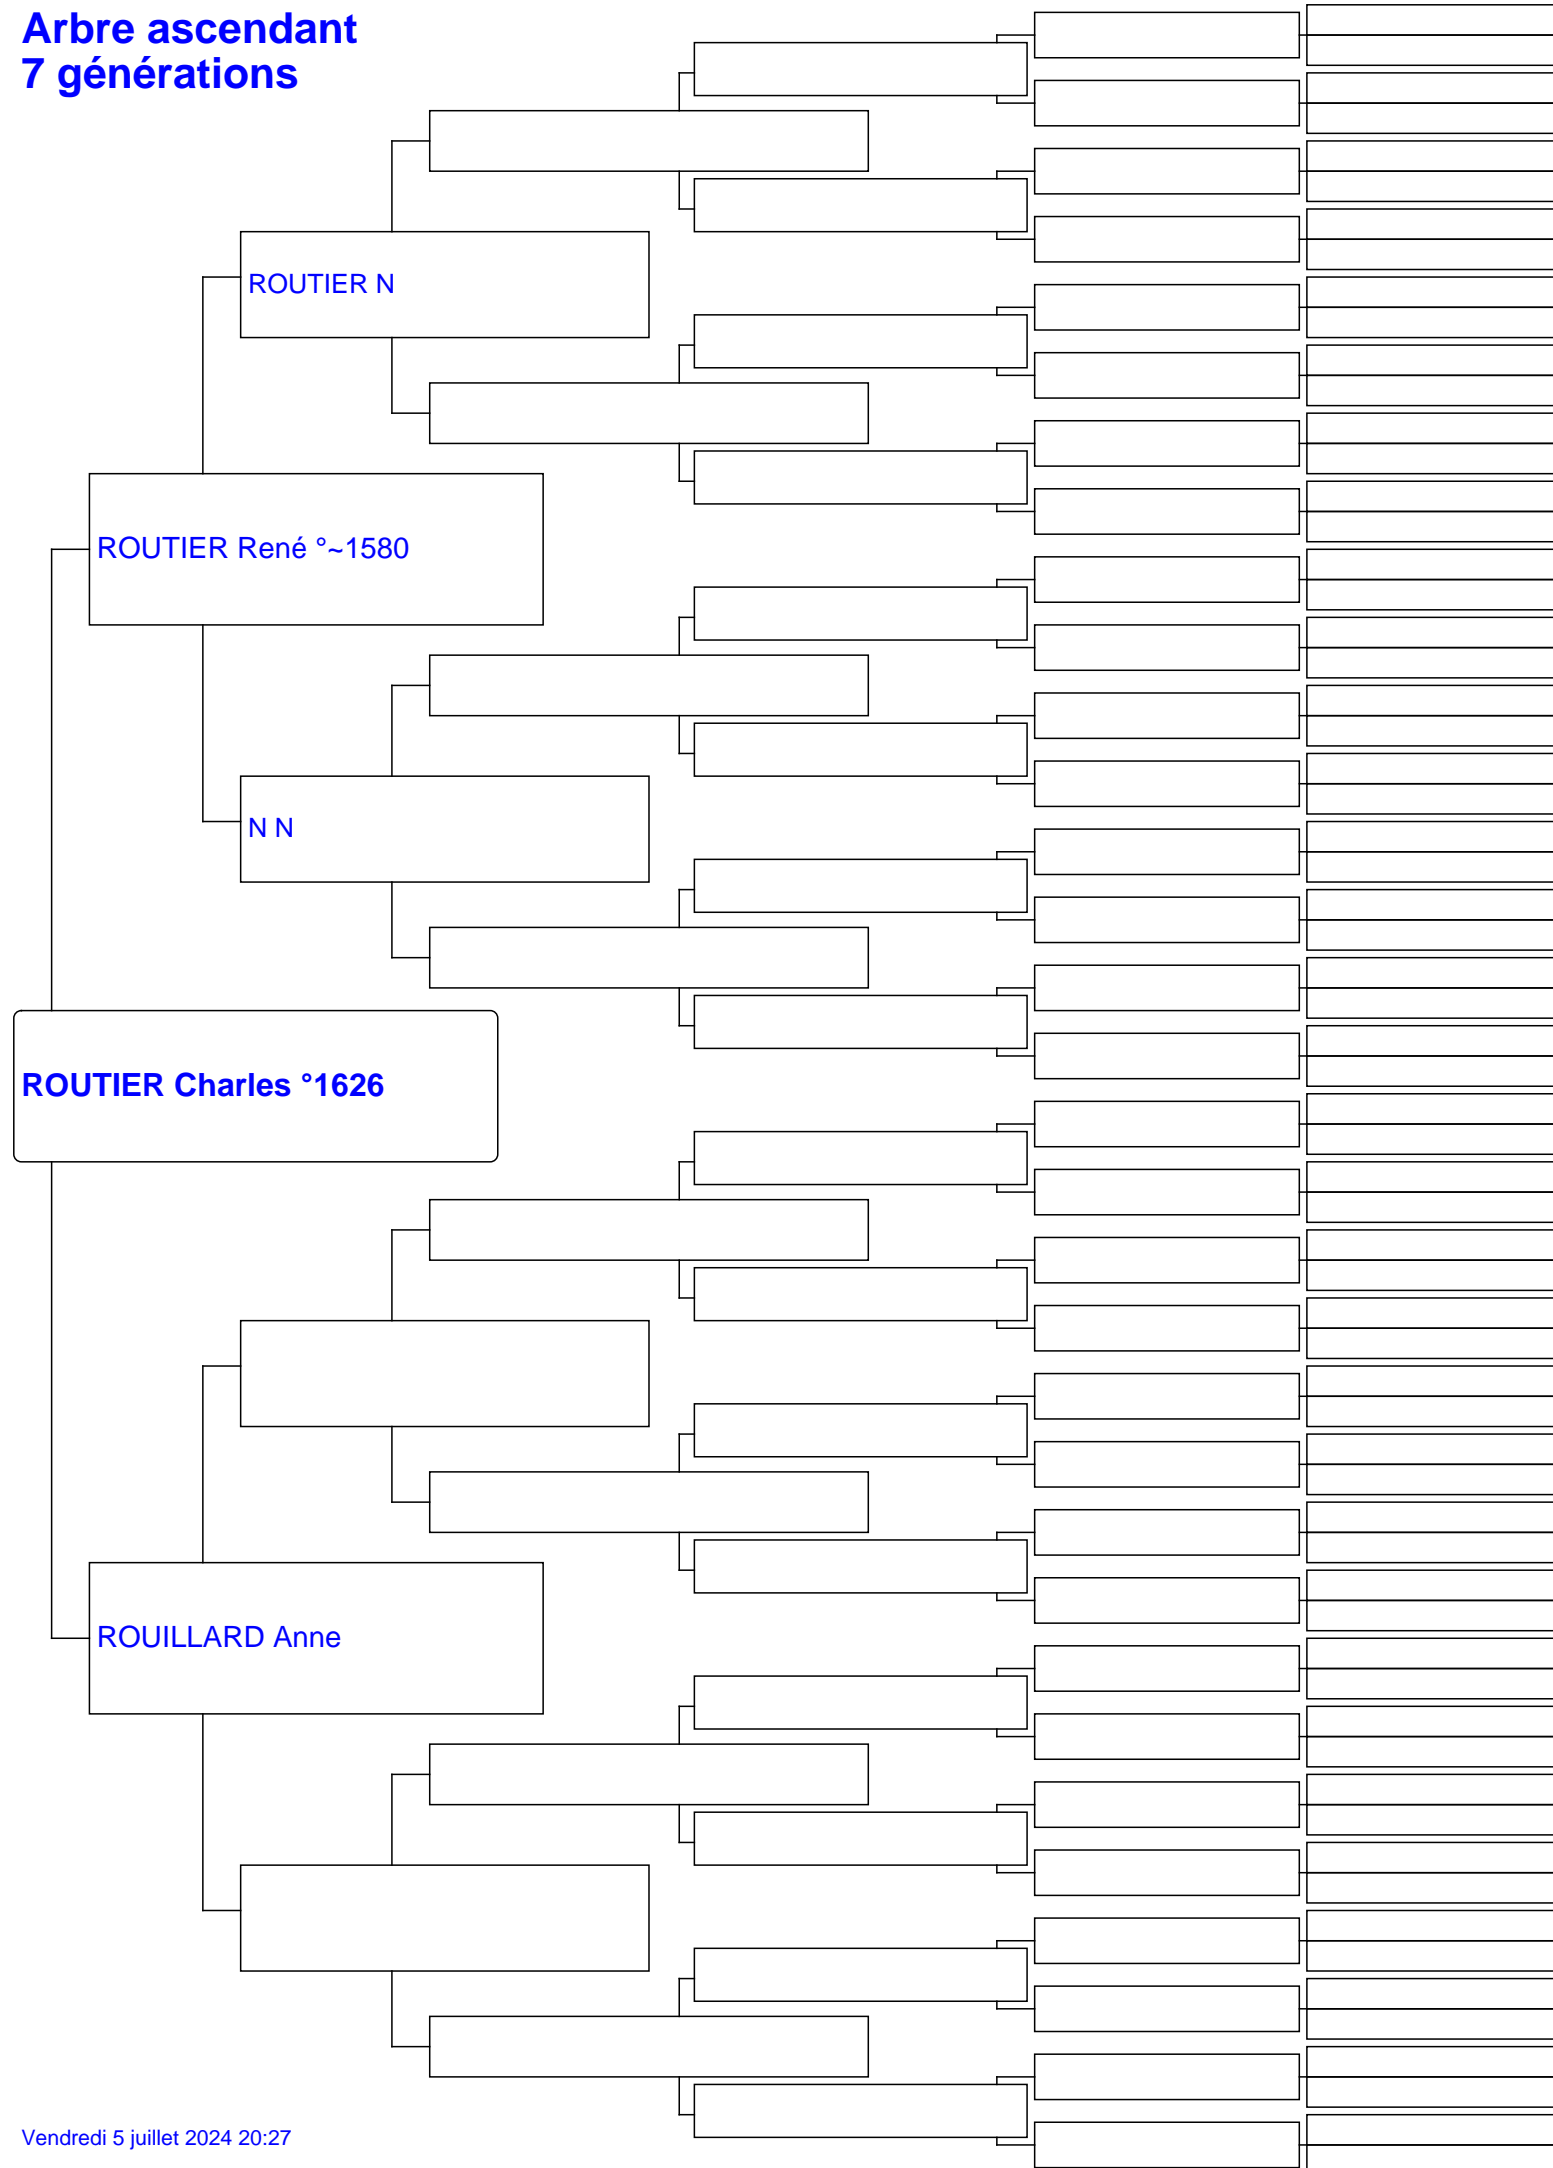 Arbre ascendant
7 générations
ROUTIER N
ROUTIER René °~1580
N N
ROUTIER Charles °1626
ROUILLARD Anne
Vendredi 5 juillet 2024 20:27